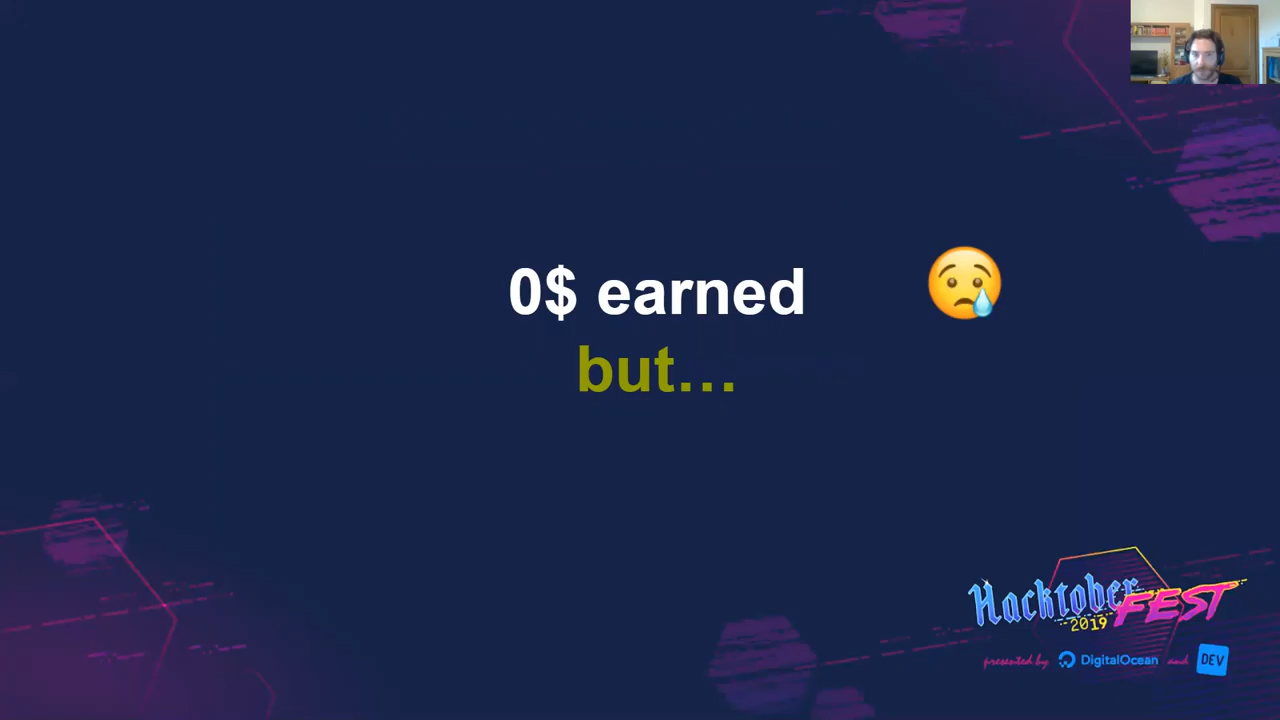 0$ earned
but...
Hacktober
FEST
2019
presented by DigitalOcean and DEV